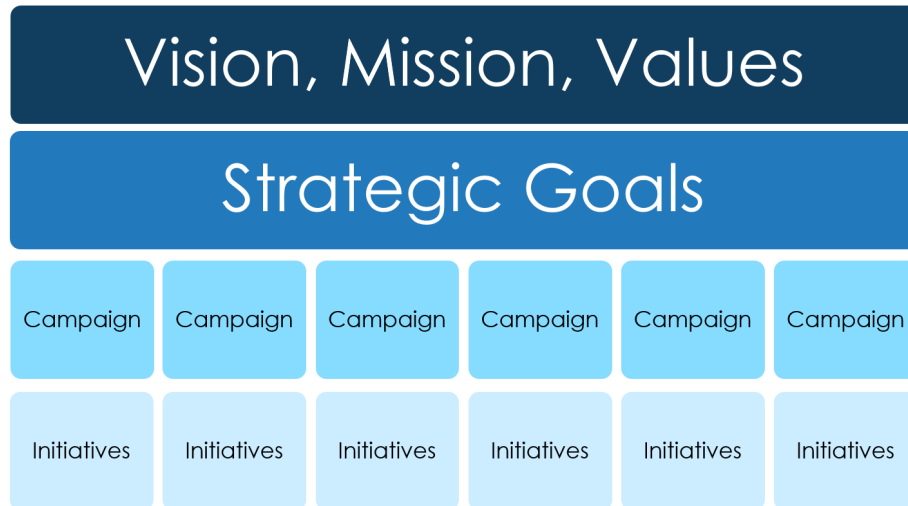 Vision, Mission, Values
Strategic Goals
Campaign Campaign Campaign Campaign Campaign Campaign
Initiatives Initiatives Initiatives Initiatives Initiatives Initiatives